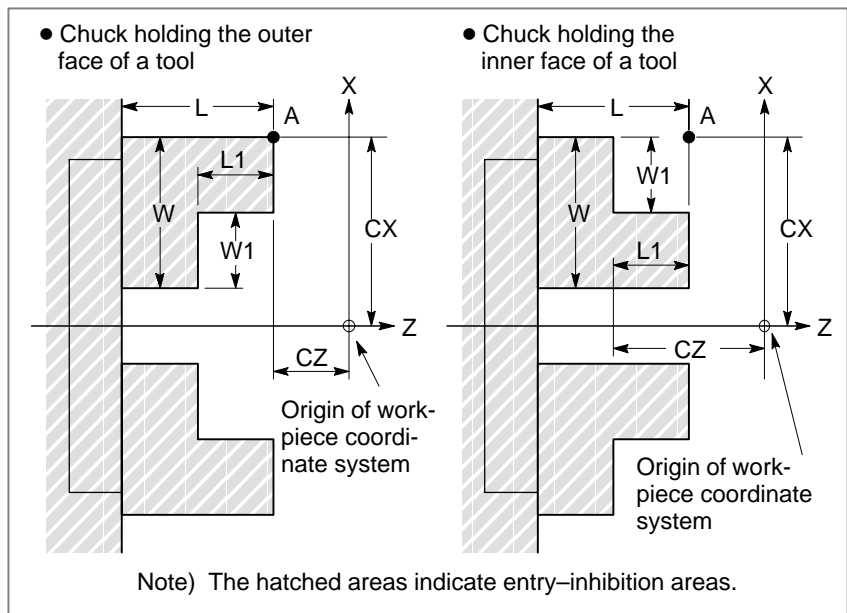 ● Chuck holding the outer
face of a tool
L
A
X
L1
W
W1
CX
Z
CZ
Origin of work-
piece coordi-
nate system
● Chuck holding the
inner face of a tool
X
L
A
W1
W
CX
L1
Z
CZ
Origin of work-
piece coordinate
system
Note) The hatched areas indicate entry–inhibition areas.